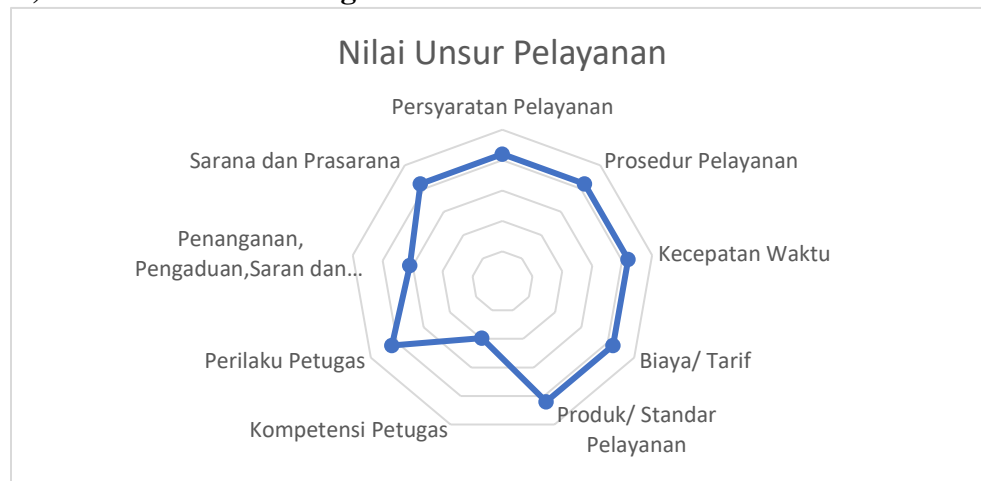 Nilai Unsur Pelayanan
Persyaratan Pelayanan
Prosedur Pelayanan
Kecepatan Waktu
Biaya/ Tarif
Produk/ Standar
Pelayanan
Kompetensi Petugas
Perilaku Petugas
Penanganan,
Pengaduan,Saran dan...
Sarana dan Prasarana